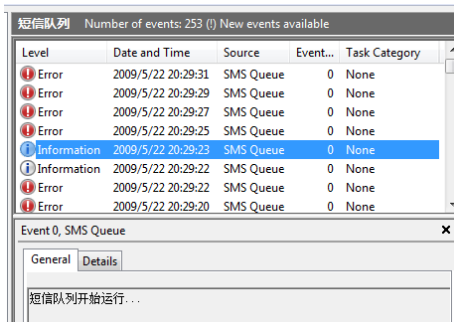 短信队列 Number of events: 253 (!) New events available
Level Date and Time Source Event... Task Category
Error 2009/5/22 20:29:31 SMS Queue 0 None
Error 2009/5/22 20:29:29 SMS Queue 0 None
Error 2009/5/22 20:29:27 SMS Queue 0 None
Error 2009/5/22 20:29:25 SMS Queue 0 None
Information 2009/5/22 20:29:23 SMS Queue 0 None
Information 2009/5/22 20:29:22 SMS Queue 0 None
Error 2009/5/22 20:29:22 SMS Queue 0 None
Error 2009/5/22 20:29:20 SMS Queue 0 None
Event 0, SMS Queue
General Details
短信队列开始运行...